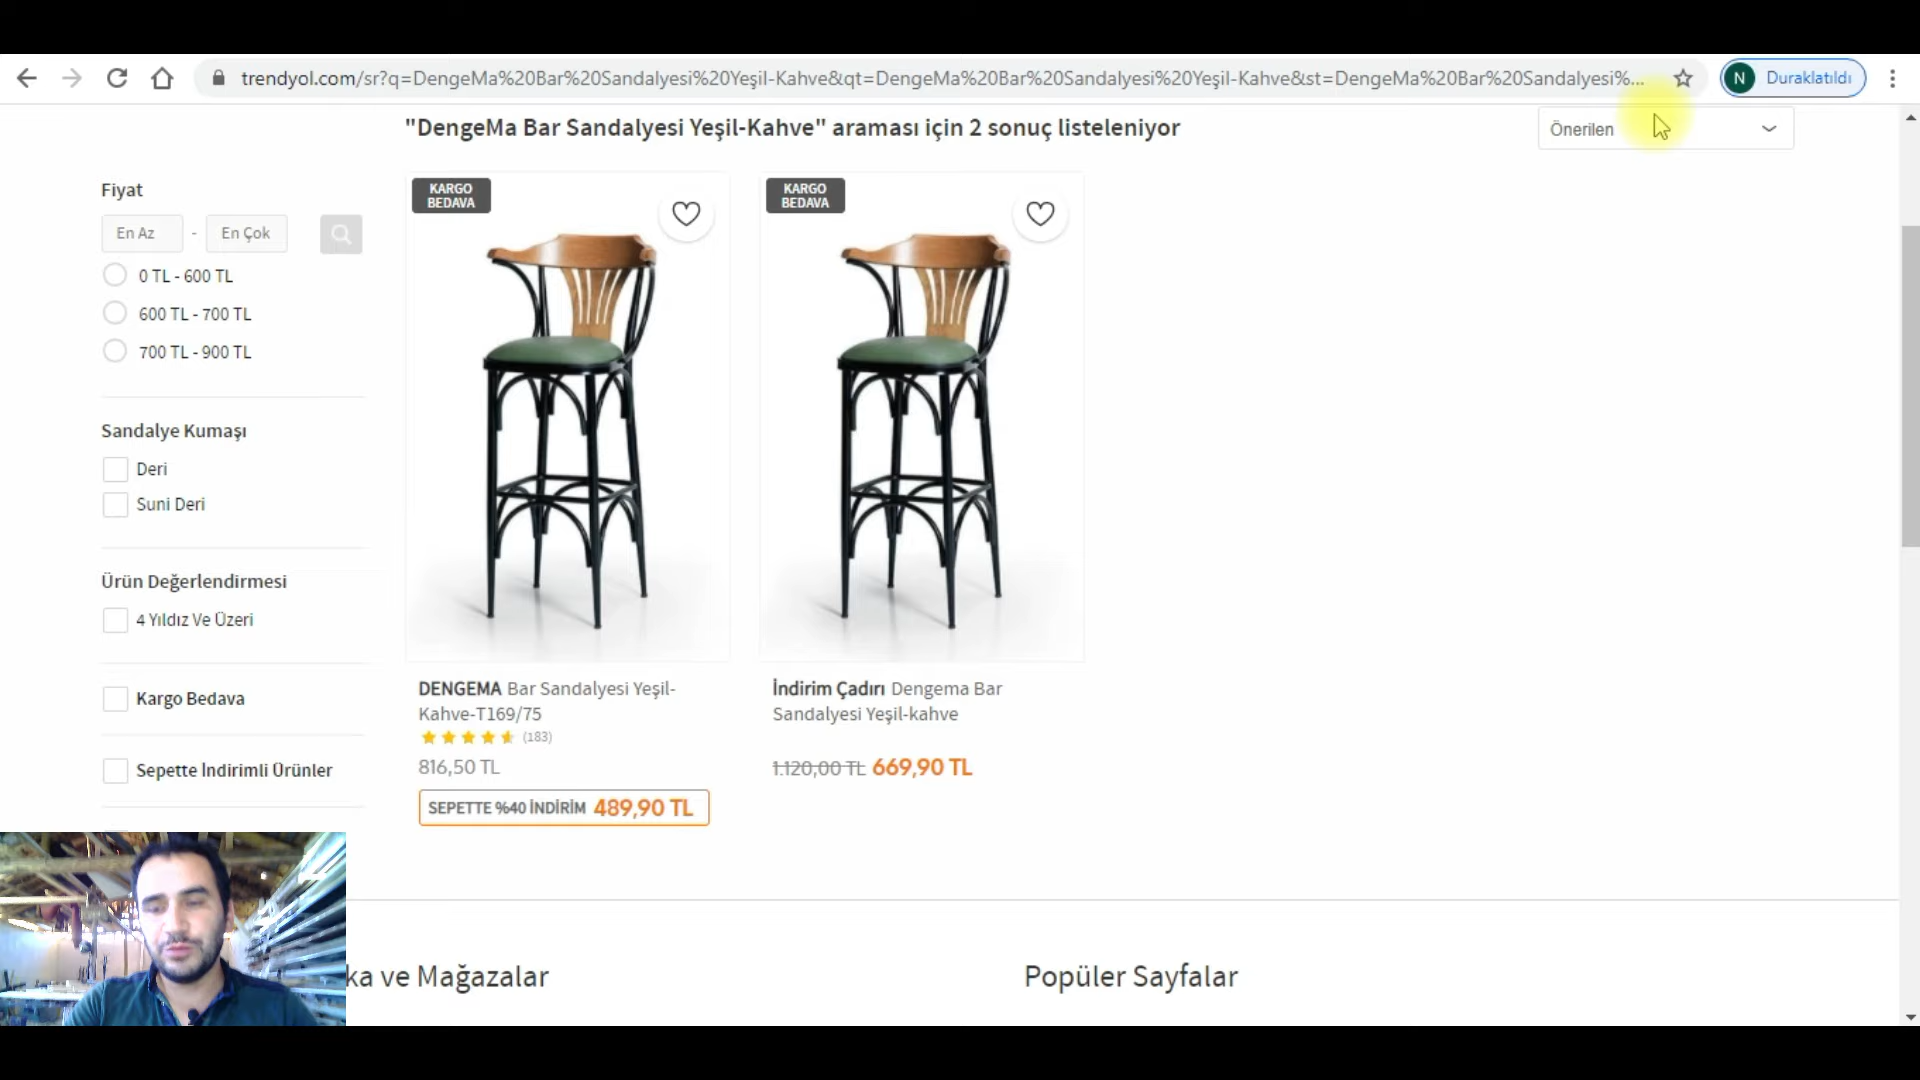 trendyol.com/sr?q=DengeMa%20Bar%20Sandalyesi%20Yeşil-Kahve&qt=DengeMa%20Bar%20Sandalyesi%20Yeşil-Kahve&st=DengeMa%20Bar%20Sandalyesi%...
N Duraklatıldı
"DengeMa Bar Sandalyesi Yeşil-Kahve" araması için 2 sonuç listeleniyor
Önerilen
Fiyat
En Az - En Çok
0 TL - 600 TL
600 TL - 700 TL
700 TL - 900 TL
Sandalye Kumaşı
Deri
Suni Deri
Ürün Değerlendirmesi
4 Yıldız Ve Üzeri
Kargo Bedava
Sepette İndirimli Ürünler
KARGO
BEDAVA
DENGEMA Bar Sandalyesi Yeşil-
Kahve-T169/75
(183)
816,50 TL
SEPETTE %40 İNDİRİM 489,90 TL
KARGO
BEDAVA
İndirim Çadırı Dengema Bar
Sandalyesi Yeşil-kahve
1.120,00 TL 669,90 TL
ka ve Mağazalar
Popüler Sayfalar